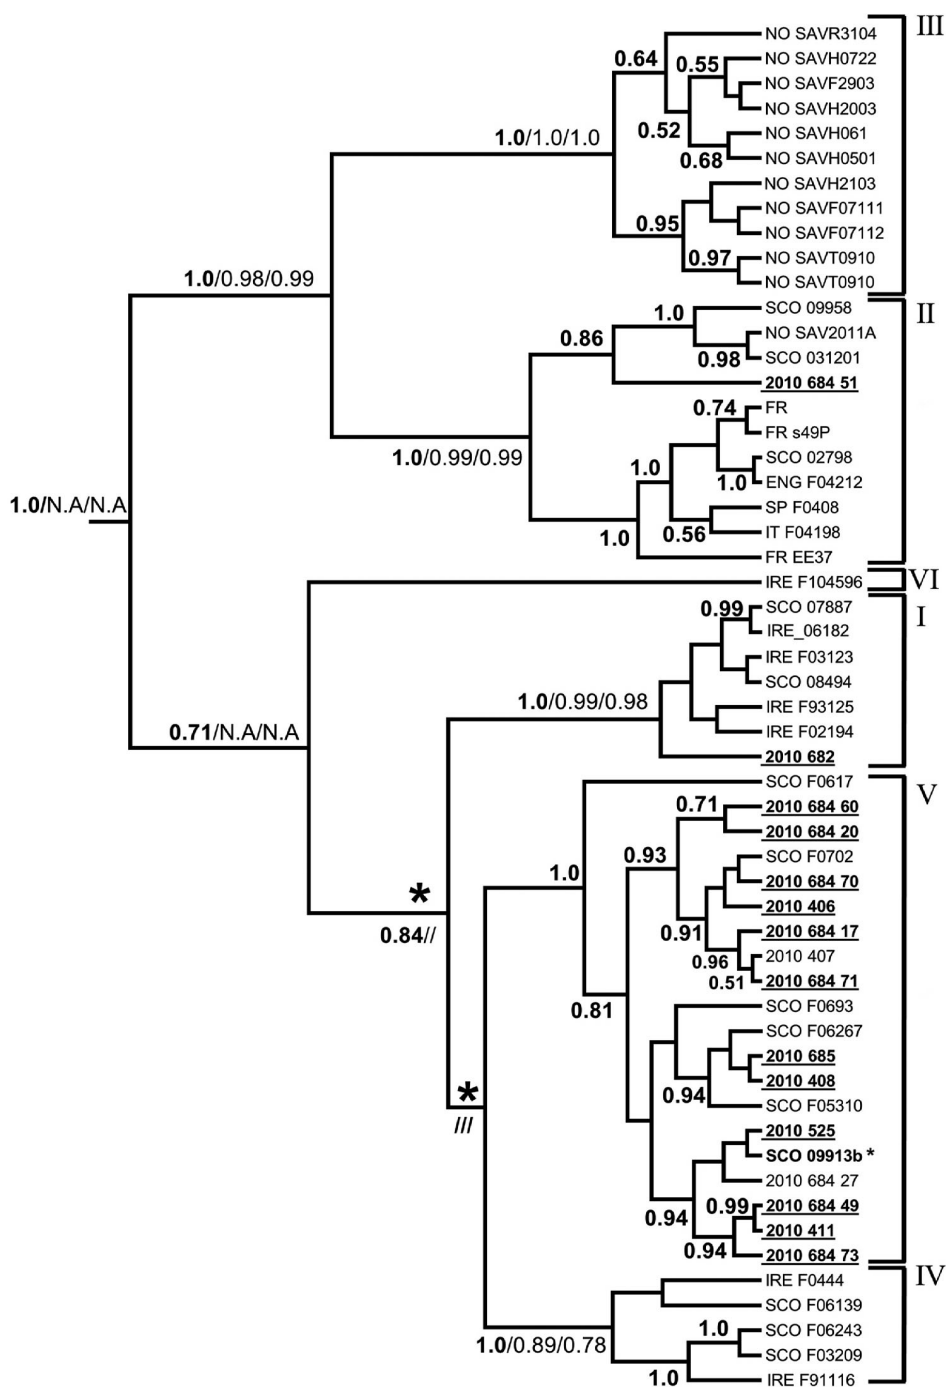 III
NO SAVR3104
0.64
NO SAVH0722
0.55
NO SAVF2903
NO SAVH2003
0.52
NO SAVH061
1.0/1.0/1.0
0.68
NO SAVH0501
NO SAVH2103
NO SAVF07111
0.95
NO SAVF07112
0.97
NO SAVT0910
1.0/0.98/0.99
NO SAVT0910
II
SCO 09958
1.0
0.86
NO SAV2011A
0.98
SCO 031201
2010 684 51
0.74
FR
FR s49P
1.0/0.99/0.99
SCO 02798
1.0
1.0
ENG F04212
1.0/N.A/N.A
SP F0408
0.56
IT F04198
1.0
FR EE37
VI
IRE F104596
I
0.99
SCO 07887
IRE_06182
IRE F03123
SCO 08494
1.0/0.99/0.98
IRE F93125
0.71/N.A/N.A
IRE F02194
2010 682
V
SCO F0617
0.71
2010 684 60
2010 684 20
0.93
SCO F0702
1.0
2010 684 70
*
2010 406
0.84//
0.91
2010 684 17
0.96
2010 407
0.51
2010 684 71
0.81
SCO F0693
SCO F06267
2010 685
2010 408
*
0.94
SCO F05310
///
2010 525
SCO 09913b *
2010 684 27
0.99
2010 684 49
0.94
2010 411
0.94
2010 684 73
IV
IRE F0444
SCO F06139
1.0/0.89/0.78
1.0
SCO F06243
SCO F03209
1.0
IRE F91116